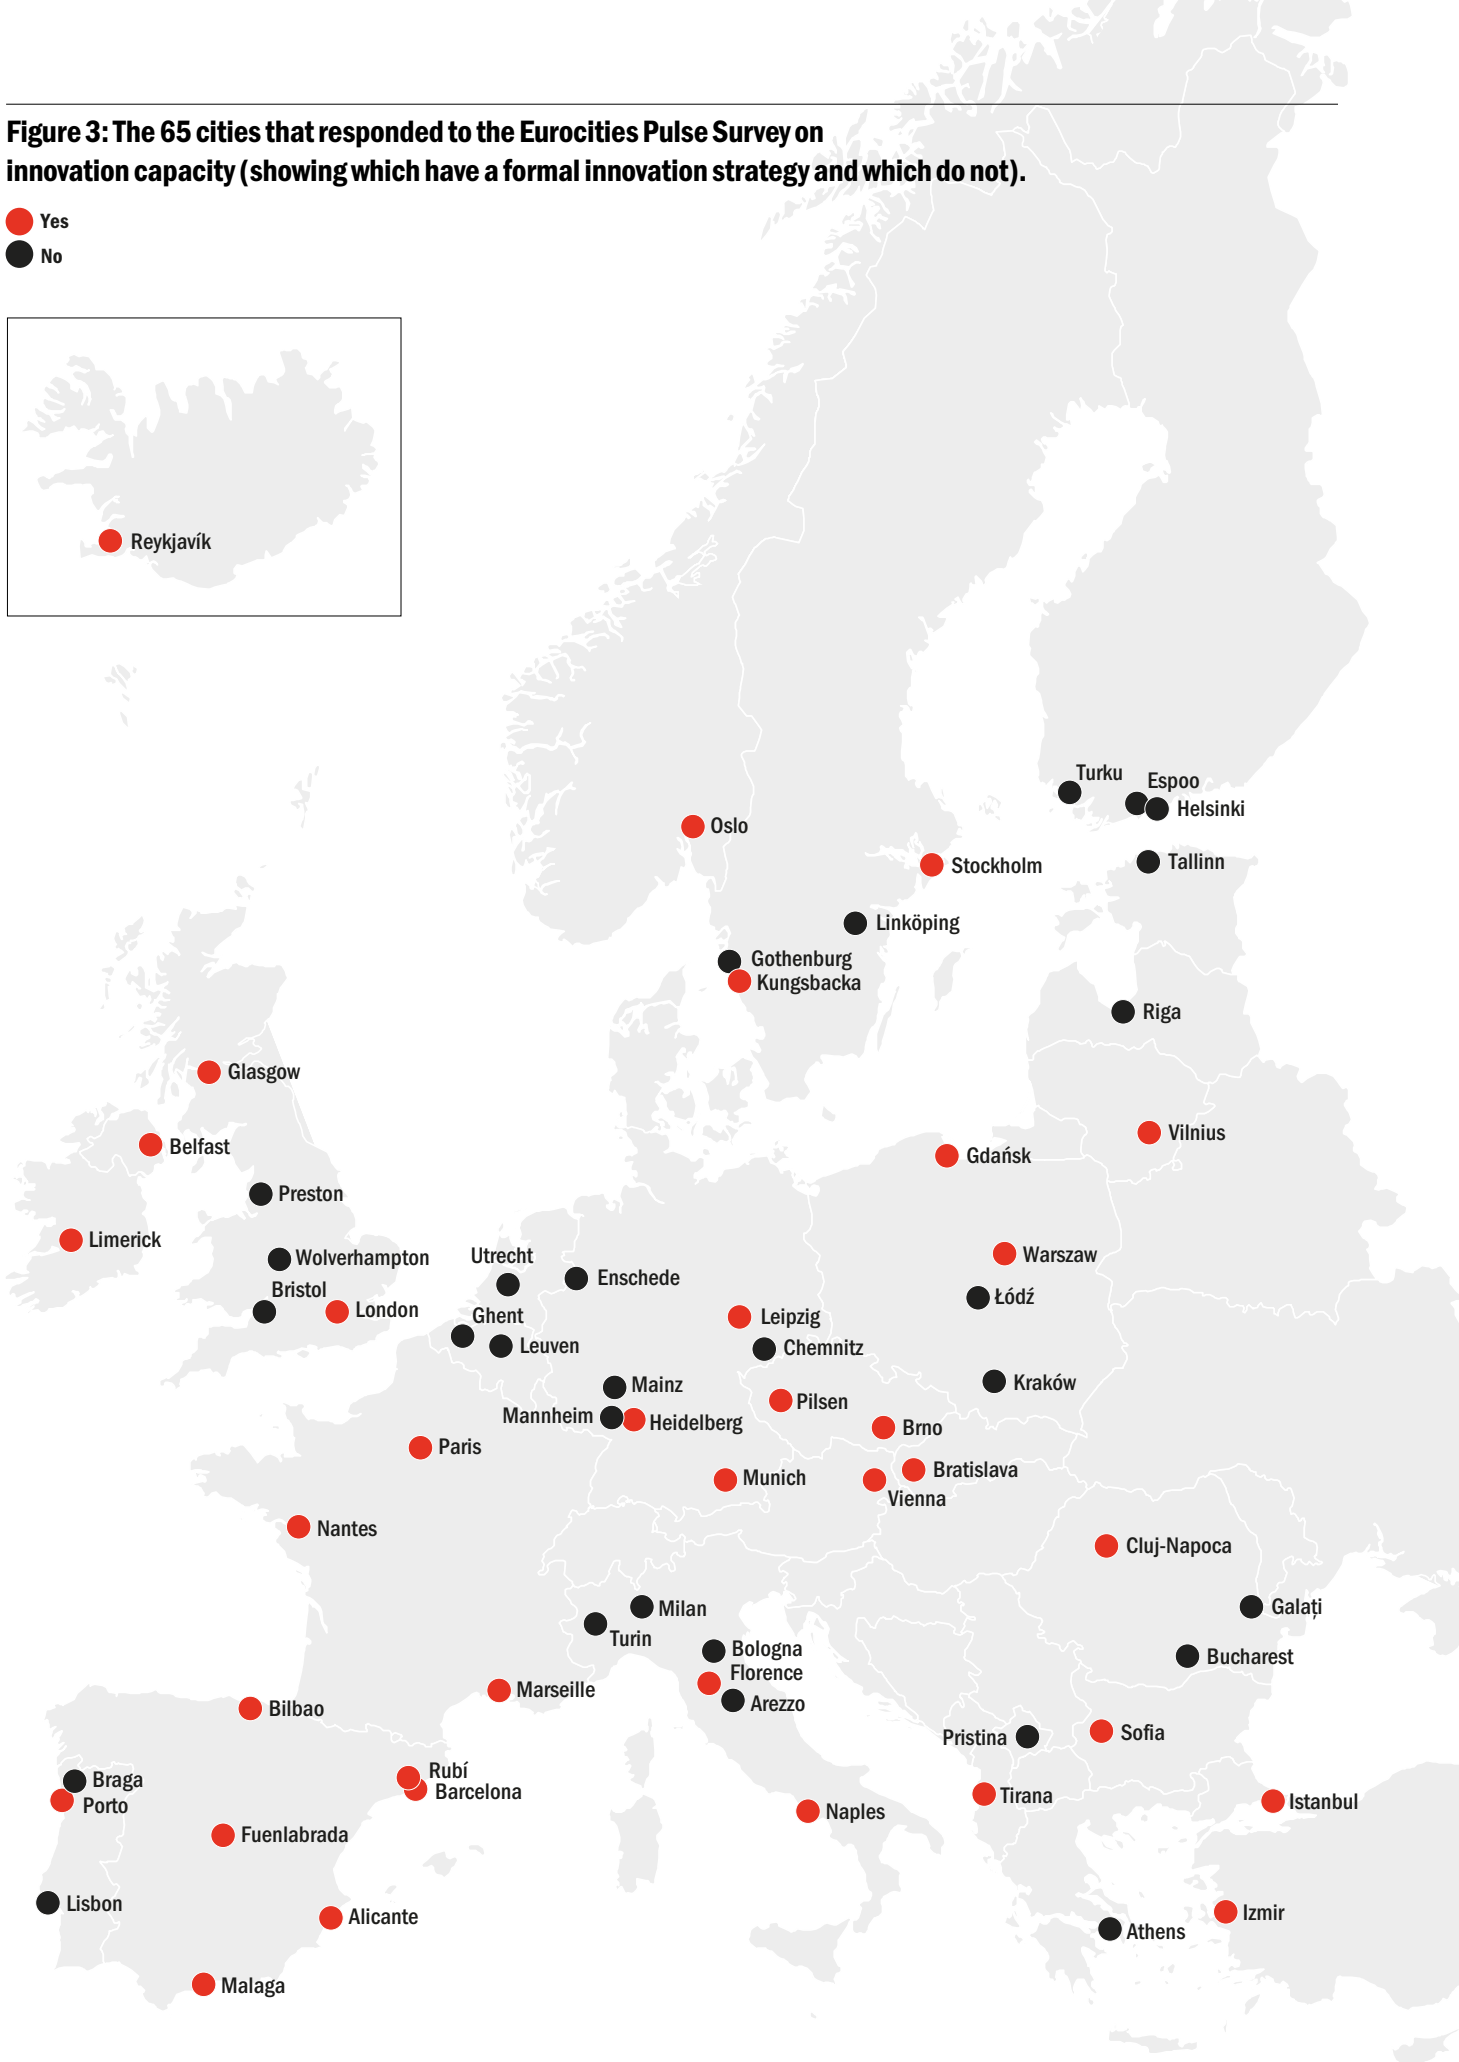 Figure 3: The 65 cities that responded to the Eurocities Pulse Survey on
innovation capacity (showing which have a formal innovation strategy and which do not).
Yes
No
Reykjavík
Turku
Espoo
Helsinki
Oslo
Stockholm
Tallinn
Linköping
Gothenburg
Kungsbacka
Riga
Glasgow
Vilnius
Belfast
Gdańsk
Preston
Limerick
Warszaw
Wolverhampton
Utrecht
Enschede
Bristol
Łódź
London
Ghent
Leipzig
Leuven
Chemnitz
Mainz
Kraków
Pilsen
Mannheim
Heidelberg
Brno
Paris
Bratislava
Munich
Vienna
Nantes
Cluj-Napoca
Milan
Galați
Turin
Bologna
Bucharest
Florence
Marseille
Arezzo
Bilbao
Sofia
Pristina
Rubí
Braga
Barcelona
Tirana
Istanbul
Porto
Naples
Fuenlabrada
Lisbon
Izmir
Alicante
Athens
Malaga